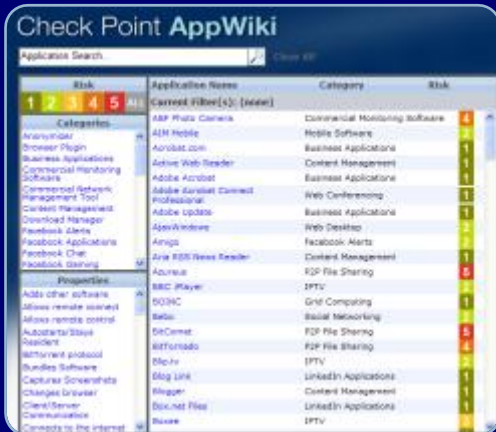 Check Point AppWiki
Application Search...
Clear All
Risk
1 2 3 4 5 ALL
Categories
Anonymizer
Browser Plugin
Business Applications
Commercial Monitoring
Software
Commercial Network
Management Tool
Content Management
Download Manager
Facebook Alerts
Facebook Applications
Facebook Chat
Facebook Gaming
Properties
Adds other software
Allows remote connect
Allows remote control
Autostarts/Stays
Resident
BitTorrent protocol
Bundles Software
Captures Screenshots
Changes browser
Client/Server
Communication
Connects to the internet
Application Name Category Risk
Current Filter(s): (none)
ABF Photo Camera Commercial Monitoring Software 4
AIM Mobile Mobile Software 2
Acrobat.com Business Applications 1
Active Web Reader Content Management 1
Adobe Acrobat Business Applications 1
Adobe Acrobat Connect
Professional Web Conferencing 1
Adobe Update Business Applications 1
AjaxWindows Web Desktop 2
Amigo Facebook Alerts 2
Aria RSS News Reader Content Management 1
Azureus P2P File Sharing 5
BBC iPlayer IPTV 2
BOINC Grid Computing 1
Bebo Social Networking 2
BitComet P2P File Sharing 5
BitTornado P2P File Sharing 4
Blip.tv IPTV 2
Blog Link LinkedIn Applications 1
Blogger Content Management 1
Box.net Files LinkedIn Applications 1
Boxee IPTV